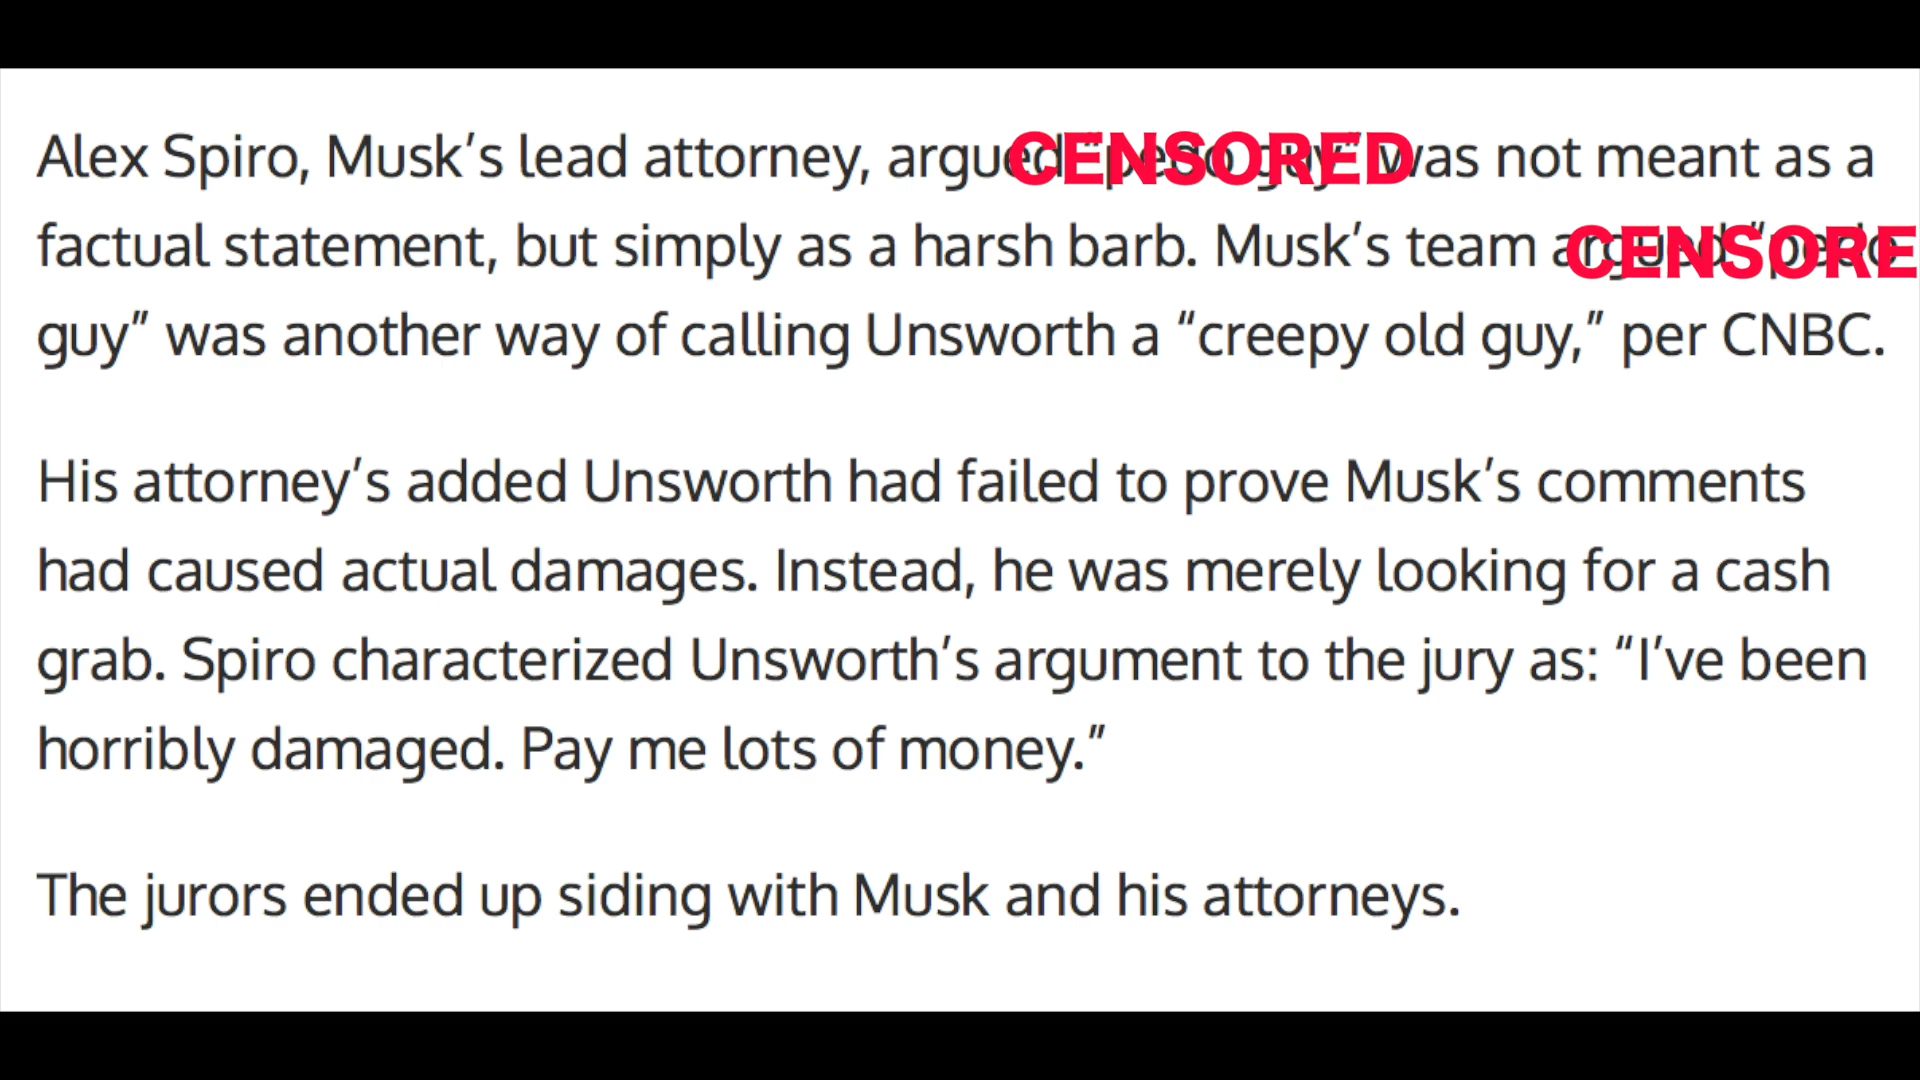 Alex Spiro, Musk’s lead attorney, argued “pedo guy” was not meant as a
CENSORED
factual statement, but simply as a harsh barb. Musk’s team argued “pedo
CENSORE
guy” was another way of calling Unsworth a “creepy old guy,” per CNBC.
His attorney’s added Unsworth had failed to prove Musk’s comments
had caused actual damages. Instead, he was merely looking for a cash
grab. Spiro characterized Unsworth’s argument to the jury as: “I’ve been
horribly damaged. Pay me lots of money.”
The jurors ended up siding with Musk and his attorneys.